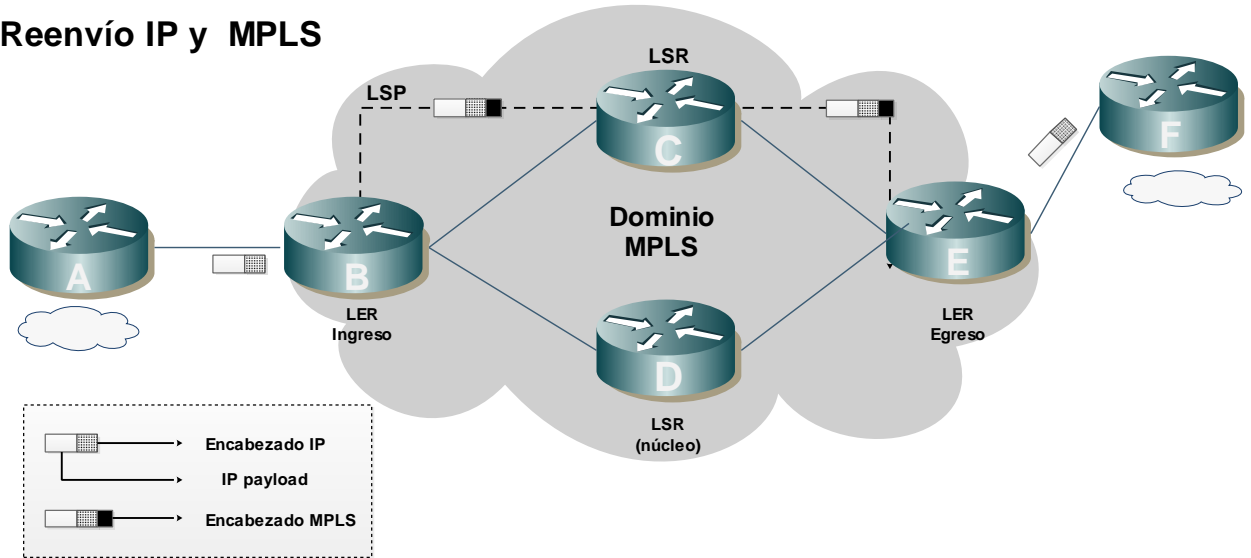 Reenvío IP y MPLS
LSR
LSP
C
F
Dominio
MPLS
A
B
E
LER
Ingreso
LER
Egreso
D
LSR
(núcleo)
Encabezado IP
IP payload
Encabezado MPLS